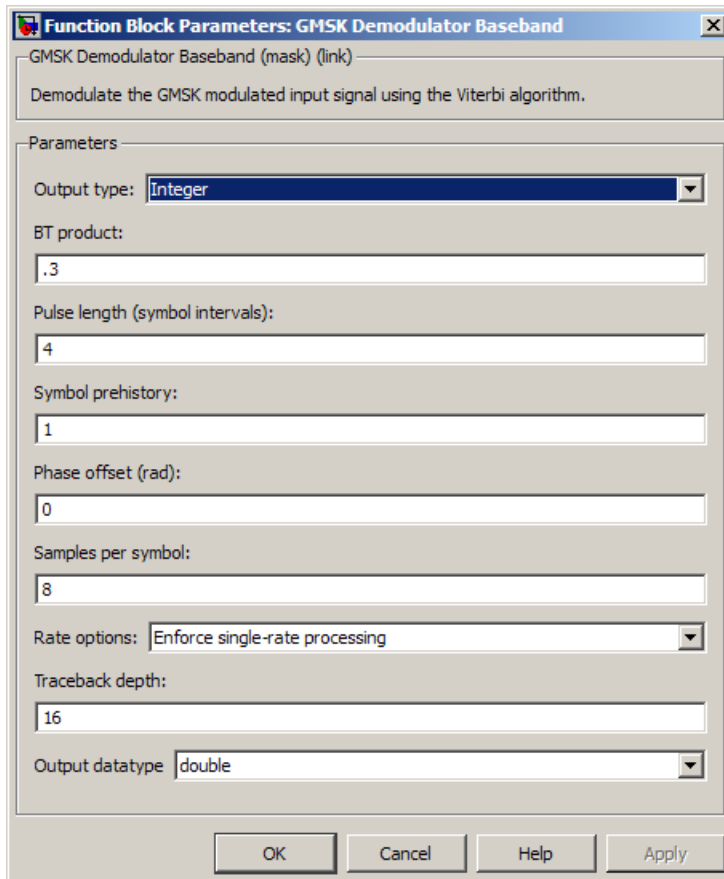 Function Block Parameters: GMSK Demodulator Baseband
GMSK Demodulator Baseband (mask) (link)
Demodulate the GMSK modulated input signal using the Viterbi algorithm.
Parameters
Output type: Integer
BT product:
.3
Pulse length (symbol intervals):
4
Symbol prehistory:
1
Phase offset (rad):
0
Samples per symbol:
8
Rate options: Enforce single-rate processing
Traceback depth:
16
Output datatype double
OK Cancel Help Apply